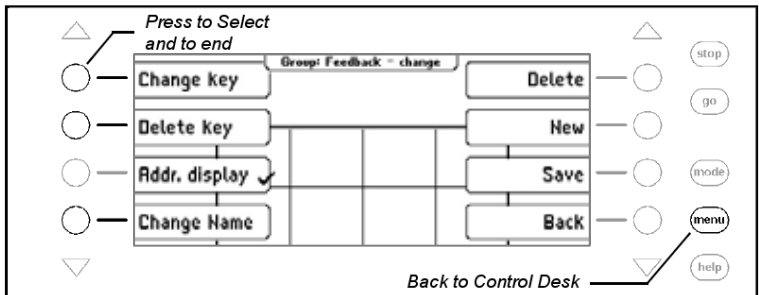 Press to Select
and to end
Group: Feedback - change
Change key
Delete
Delete key
New
Addr. display
Save
Change Name
Back
stop
go
mode
menu
help
Back to Control Desk